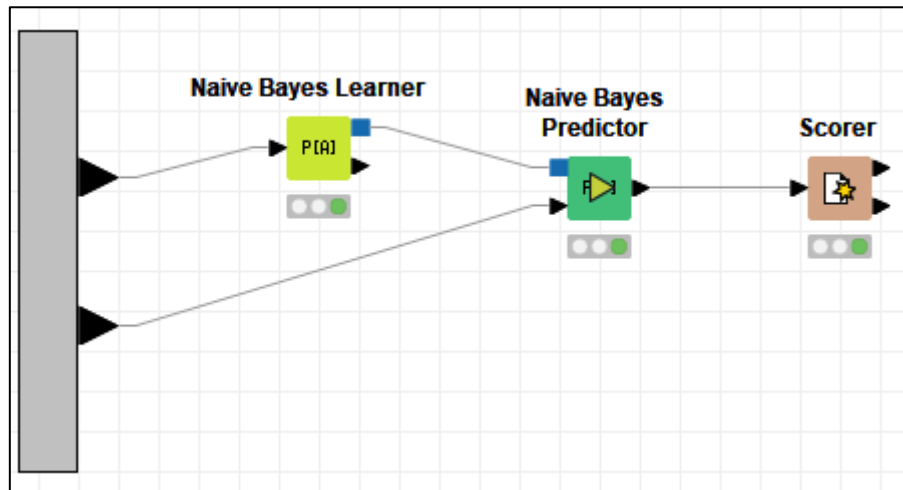 Naive Bayes Learner
P[A]
Naive Bayes
Predictor
Scorer